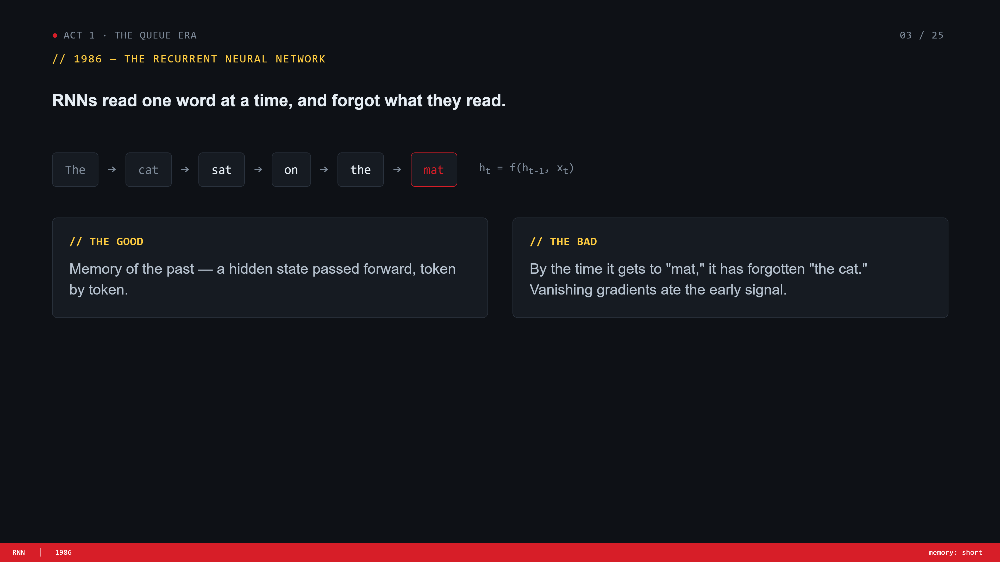 ● ACT 1 · THE QUEUE ERA
03 / 25
// 1986 — THE RECURRENT NEURAL NETWORK
RNNs read one word at a time, and forgot what they read.
The → cat → sat → on → the → mat
hₜ = f(hₜ₋₁, xₜ)
// THE GOOD
Memory of the past — a hidden state passed forward, token
by token.
// THE BAD
By the time it gets to "mat," it has forgotten "the cat."
Vanishing gradients ate the early signal.
RNN | 1986
memory: short